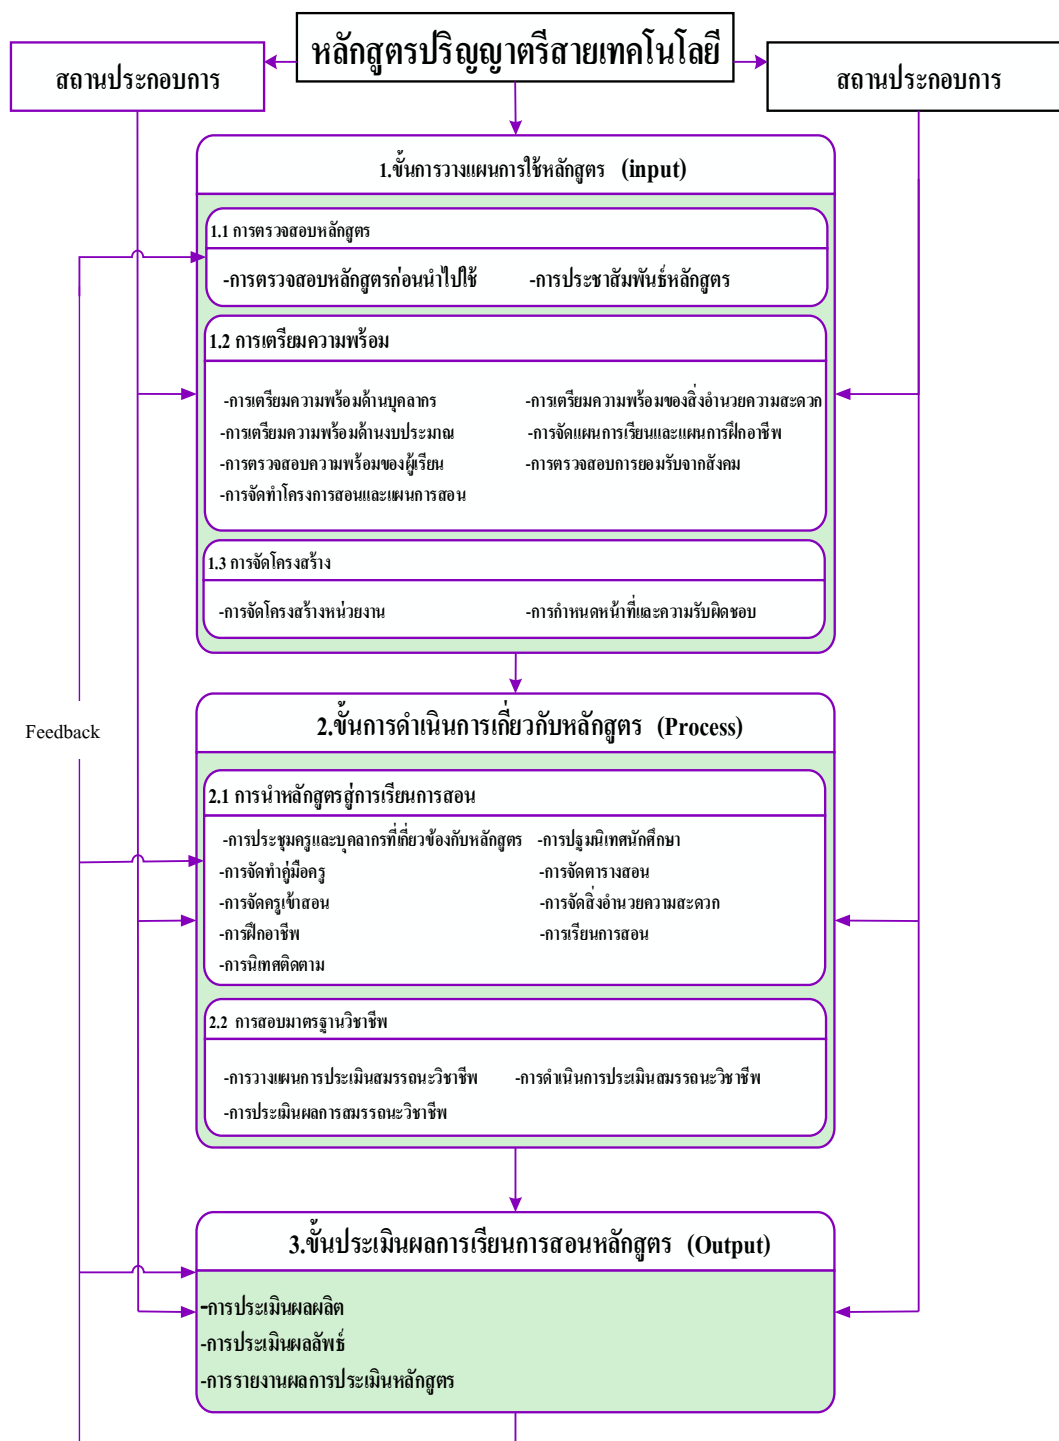 หลักสูตรปริญญาตรีสายเทคโนโลยี
สถานประกอบการ
สถานประกอบการ
1.ขั้นการวางแผนการใช้หลักสูตร (input)
1.1 การตรวจสอบหลักสูตร
-การตรวจสอบหลักสูตรก่อนนำไปใช้ -การประชาสัมพันธ์หลักสูตร
1.2 การเตรียมความพร้อม
-การเตรียมความพร้อมด้านบุคลากร -การเตรียมความพร้อมของสิ่งอำนวยความสะดวก
-การเตรียมความพร้อมด้านงบประมาณ -การจัดแผนการเรียนและแผนการฝึกอาชีพ
-การตรวจสอบความพร้อมของผู้เรียน -การตรวจสอบการยอมรับจากสังคม
-การจัดทำโครงการสอนและแผนการสอน
1.3 การจัดโครงสร้าง
-การจัดโครงสร้างหน่วยงาน -การกำหนดหน้าที่และความรับผิดชอบ
Feedback
2.ขั้นการดำเนินการเกี่ยวกับหลักสูตร (Process)
2.1 การนำหลักสูตรสู่การเรียนการสอน
-การประชุมครูและบุคลากรที่เกี่ยวข้องกับหลักสูตร -การปฐมนิเทศนักศึกษา
-การจัดทำคู่มือครู -การจัดตารางสอน
-การจัดครูเข้าสอน -การจัดสิ่งอำนวยความสะดวก
-การฝึกอาชีพ -การเรียนการสอน
-การนิเทศติดตาม
2.2 การสอบมาตรฐานวิชาชีพ
-การวางแผนการประเมินสมรรถนะวิชาชีพ -การดำเนินการประเมินสมรรถนะวิชาชีพ
-การประเมินผลการสมรรถนะวิชาชีพ
3.ขั้นประเมินผลการเรียนการสอนหลักสูตร (Output)
-การประเมินผลผลิต
-การประเมินผลลัพธ์
-การรายงานผลการประเมินหลักสูตร